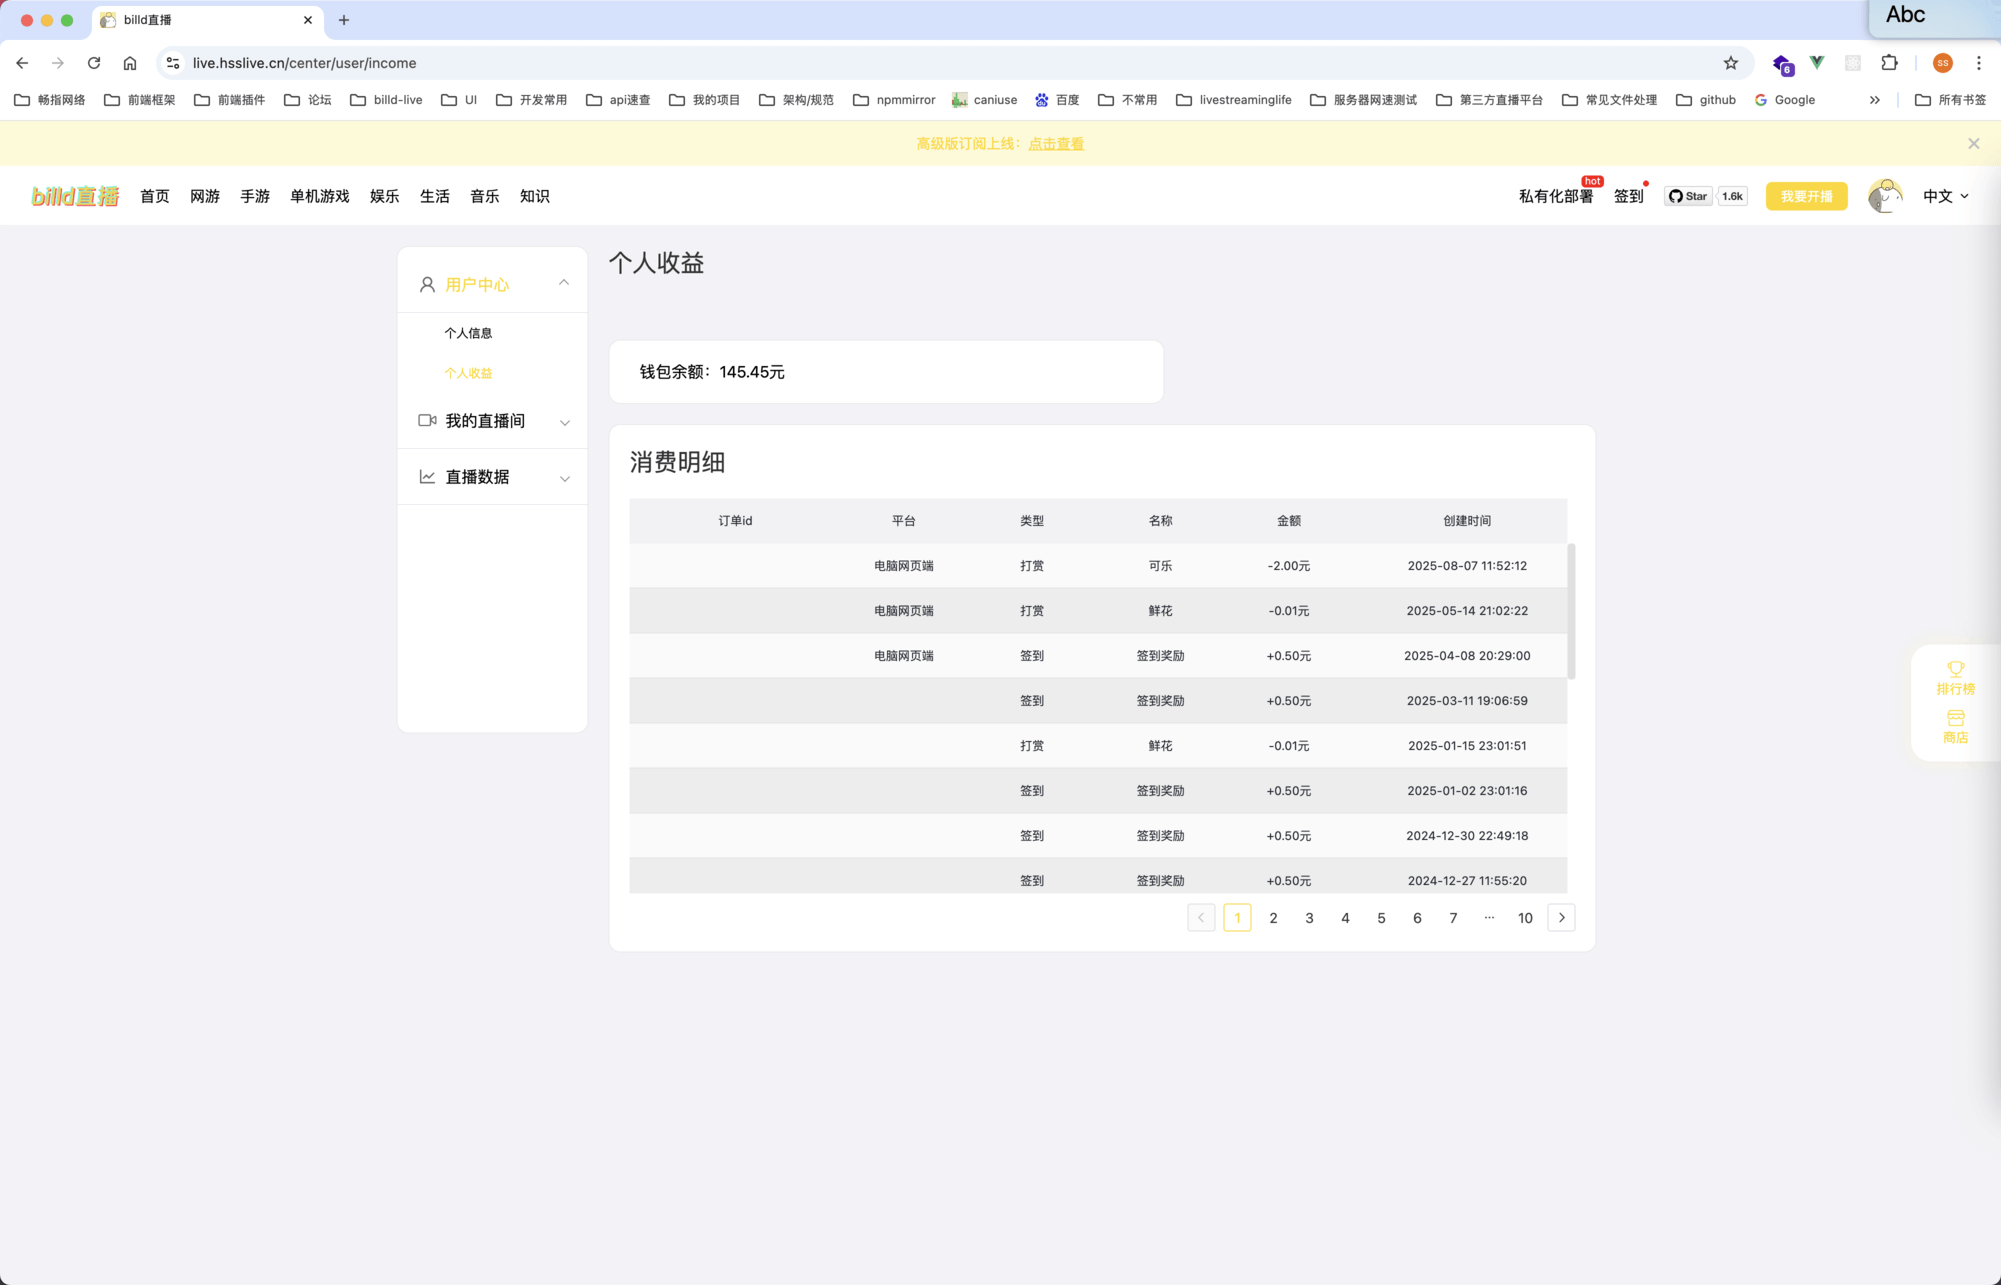 billd直播
Abc
live.hsslive.cn/center/user/income
6
SS
畅指网络 前端框架 前端插件 论坛 billd-live UI 开发常用 api速查 我的项目 架构/规范 npmmirror caniuse 百度 不常用 livestreaminglife 服务器网速测试 第三方直播平台 常见文件处理 github Google 所有书签
高级版订阅上线：点击查看
billd直播 首页 网游 手游 单机游戏 娱乐 生活 音乐 知识 私有化部署 hot 签到 Star 1.6k 我要开播 中文
用户中心
个人信息
个人收益
我的直播间
直播数据
个人收益
钱包余额：145.45元
消费明细
订单id 平台 类型 名称 金额 创建时间
电脑网页端 打赏 可乐 -2.00元 2025-08-07 11:52:12
电脑网页端 打赏 鲜花 -0.01元 2025-05-14 21:02:22
电脑网页端 签到 签到奖励 +0.50元 2025-04-08 20:29:00
签到 签到奖励 +0.50元 2025-03-11 19:06:59
打赏 鲜花 -0.01元 2025-01-15 23:01:51
签到 签到奖励 +0.50元 2025-01-02 23:01:16
签到 签到奖励 +0.50元 2024-12-30 22:49:18
签到 签到奖励 +0.50元 2024-12-27 11:55:20
1 2 3 4 5 6 7 ··· 10
排行榜
商店